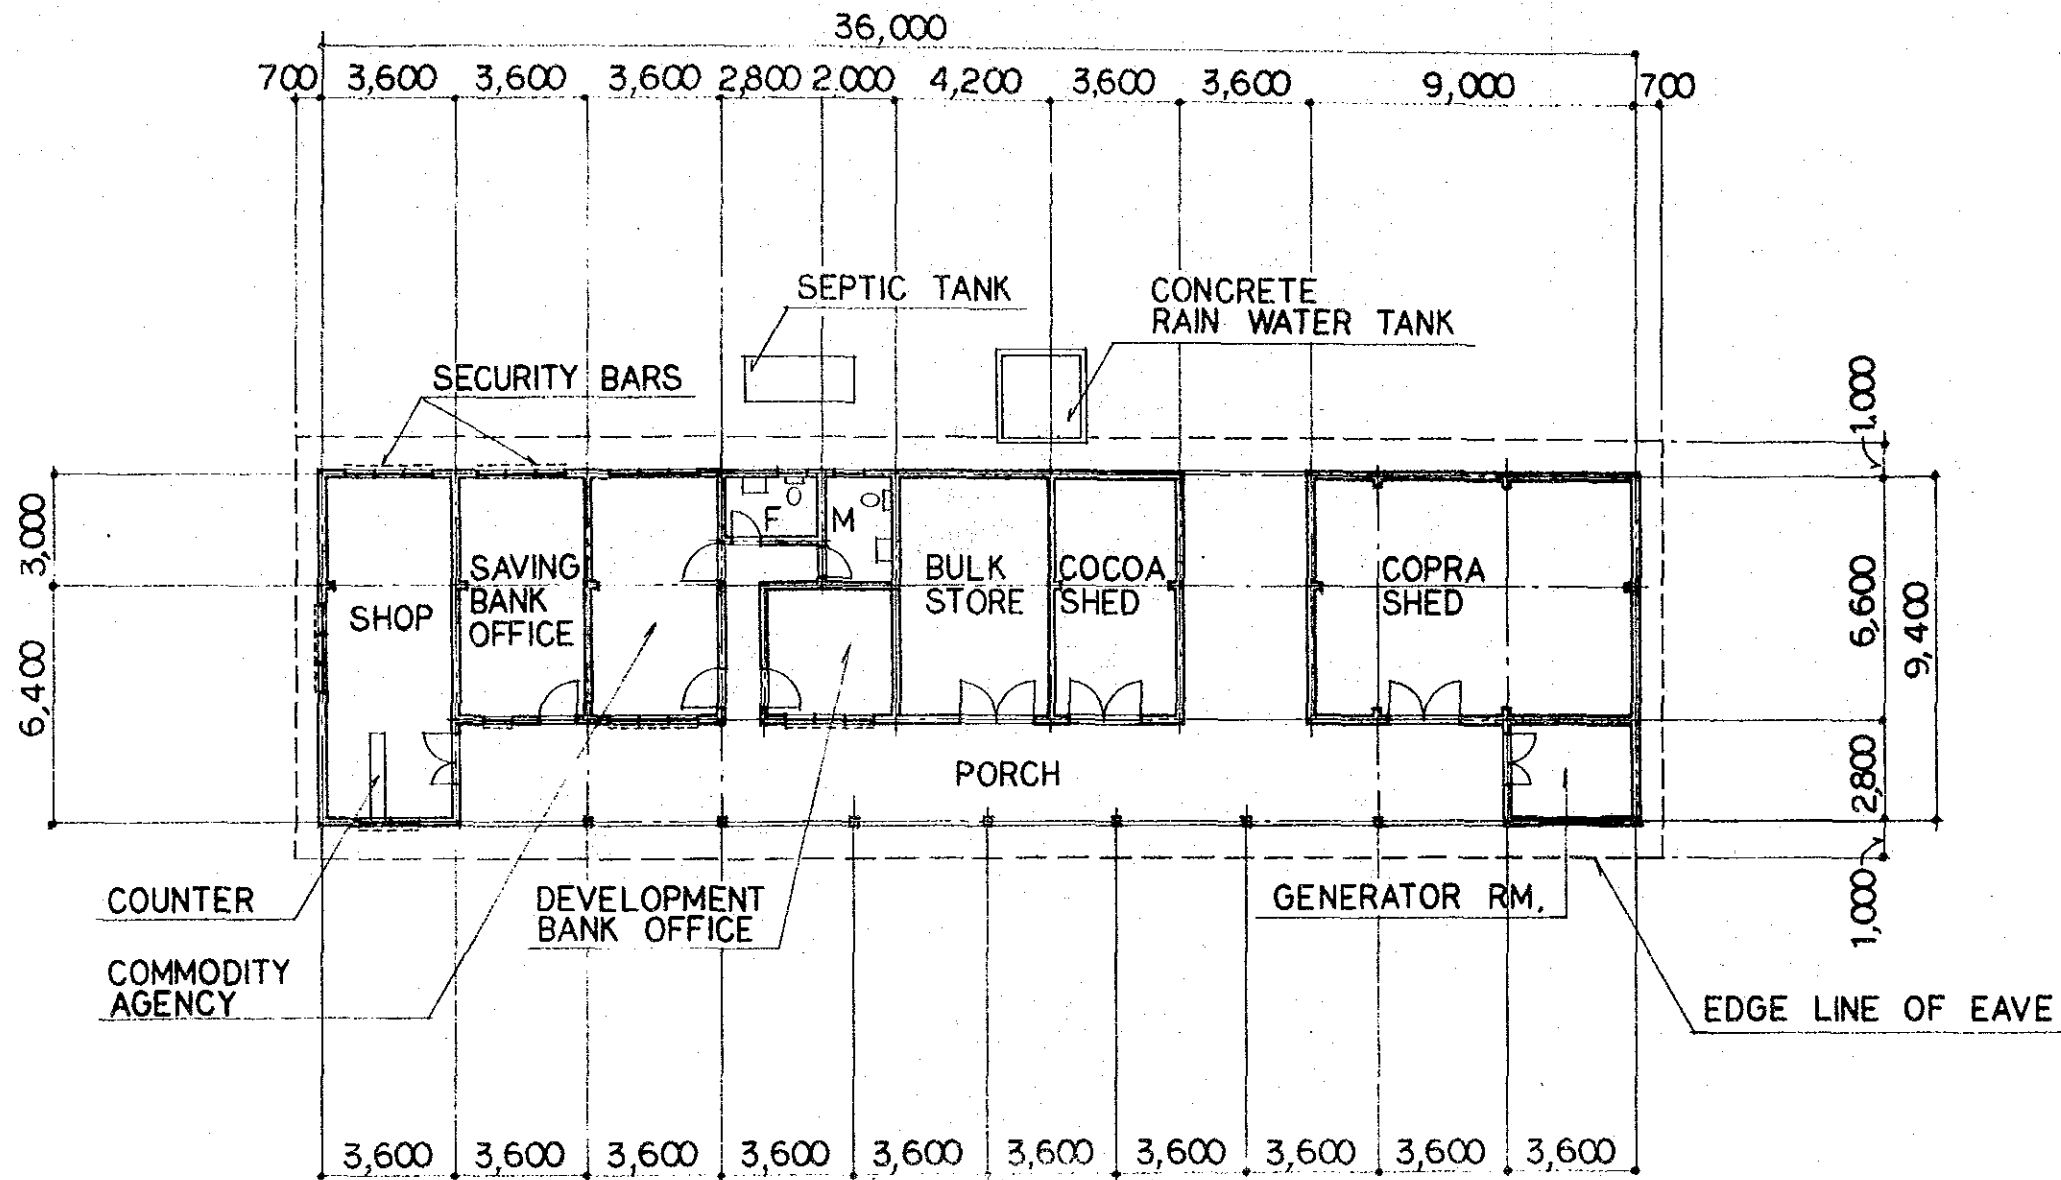 36,000
700 3,600 3,600 3,600 2,800 2.000 4,200 3,600 3,600 9,000 700
SEPTIC TANK
CONCRETE
RAIN WATER TANK
SECURITY BARS
1,000
3,000
6,400
F
M
SHOP
SAVING
BANK
OFFICE
BULK
STORE
COCOA
SHED
COPRA
SHED
6,600
9,400
2,800
1,000
PORCH
COUNTER
DEVELOPMENT
BANK OFFICE
GENERATOR RM.
COMMODITY
AGENCY
EDGE LINE OF EAVE
3,600 3,600 3,600 3,600 3,600 3,600 3,600 3,600 3,600 3,600